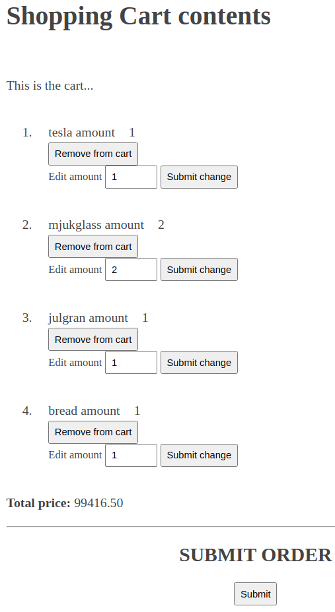 Shopping Cart contents
This is the cart...
1. tesla amount 1
Remove from cart
Edit amount 1 Submit change
2. mjukglass amount 2
Remove from cart
Edit amount 2 Submit change
3. julgran amount 1
Remove from cart
Edit amount 1 Submit change
4. bread amount 1
Remove from cart
Edit amount 1 Submit change
Total price: 99416.50
SUBMIT ORDER
Submit